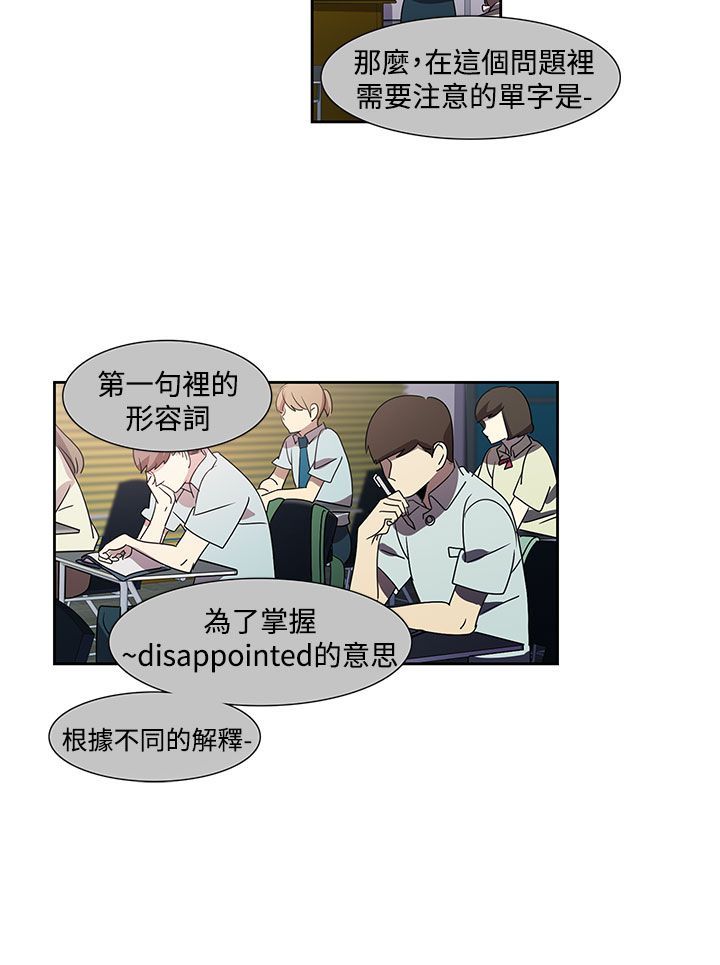 那麼，在這個問題裡
需要注意的單字是-
第一句裡的
形容詞
為了掌握
~disappointed的意思
根據不同的解釋-